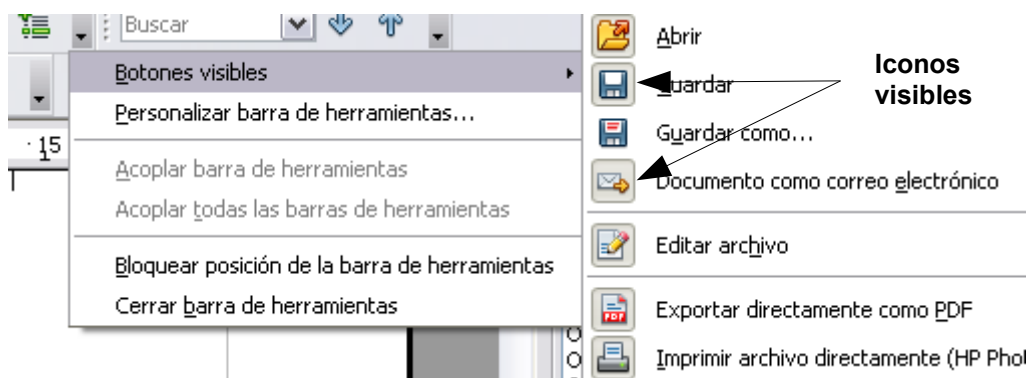 Buscar
Botones visibles
Personalizar barra de herramientas...
Acoplar barra de herramientas
Acoplar todas las barras de herramientas
Bloquear posición de la barra de herramientas
Cerrar barra de herramientas
15
1
Abrir
Guardar
Guardar como...
Documento como correo electrónico
Editar archivo
PDF
Exportar directamente como PDF
Imprimir archivo directamente (HP Phot
Iconos
visibles